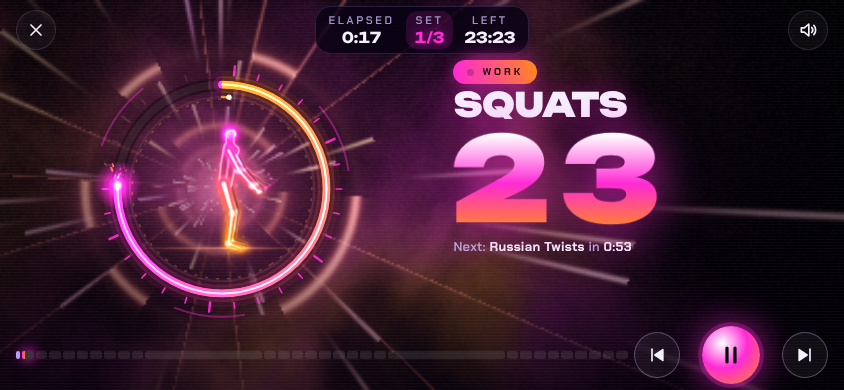 ELAPSED SET LEFT
0:17 1/3 23:23
WORK
SQUATS
23
Next: Russian Twists in 0:53